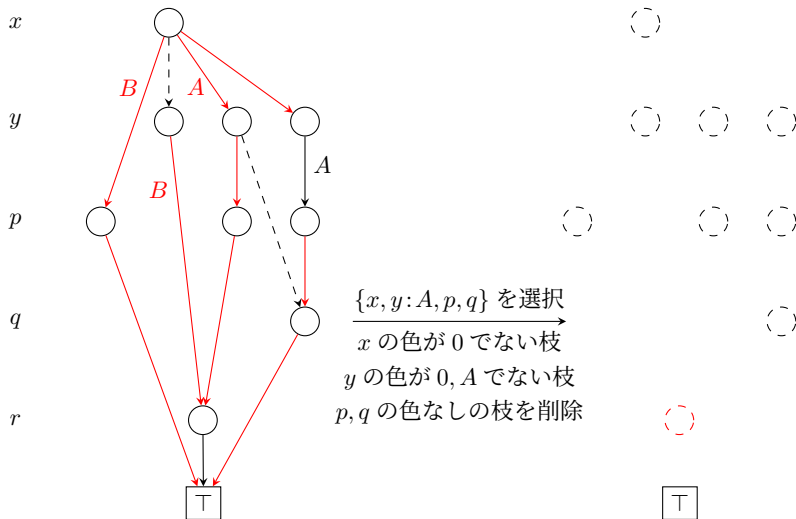 x
B
A
y
A
B
p
{x, y : A, p, q} を選択
q
x の色が 0 でない枝
y の色が 0, A でない枝
p, q の色なしの枝を削除
r
⊤ ⊤